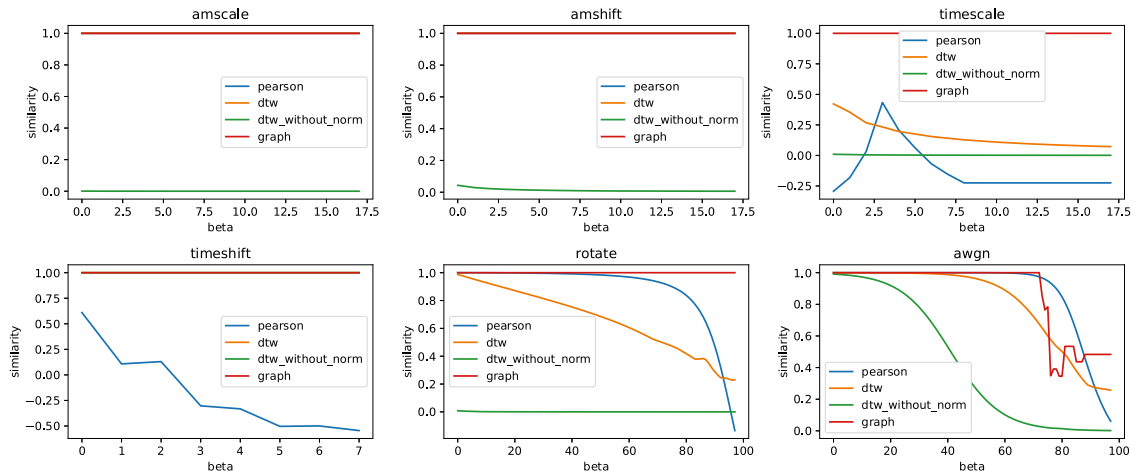 amscale
1.0
0.8
0.6
0.4
0.2
0.0
similarity
pearson
dtw
dtw_without_norm
graph
0.0 2.5 5.0 7.5 10.0 12.5 15.0 17.5
beta
amshift
1.0
0.8
0.6
0.4
0.2
0.0
similarity
pearson
dtw
dtw_without_norm
graph
0.0 2.5 5.0 7.5 10.0 12.5 15.0 17.5
beta
timescale
1.00
0.75
0.50
0.25
0.00
−0.25
similarity
pearson
dtw
dtw_without_norm
graph
0.0 2.5 5.0 7.5 10.0 12.5 15.0 17.5
beta
timeshift
1.00
0.75
0.50
0.25
0.00
−0.25
−0.50
similarity
pearson
dtw
dtw_without_norm
graph
0 1 2 3 4 5 6 7
beta
rotate
1.0
0.8
0.6
0.4
0.2
0.0
similarity
pearson
dtw
dtw_without_norm
graph
0 20 40 60 80 100
beta
awgn
1.0
0.8
0.6
0.4
0.2
0.0
similarity
pearson
dtw
dtw_without_norm
graph
0 20 40 60 80 100
beta